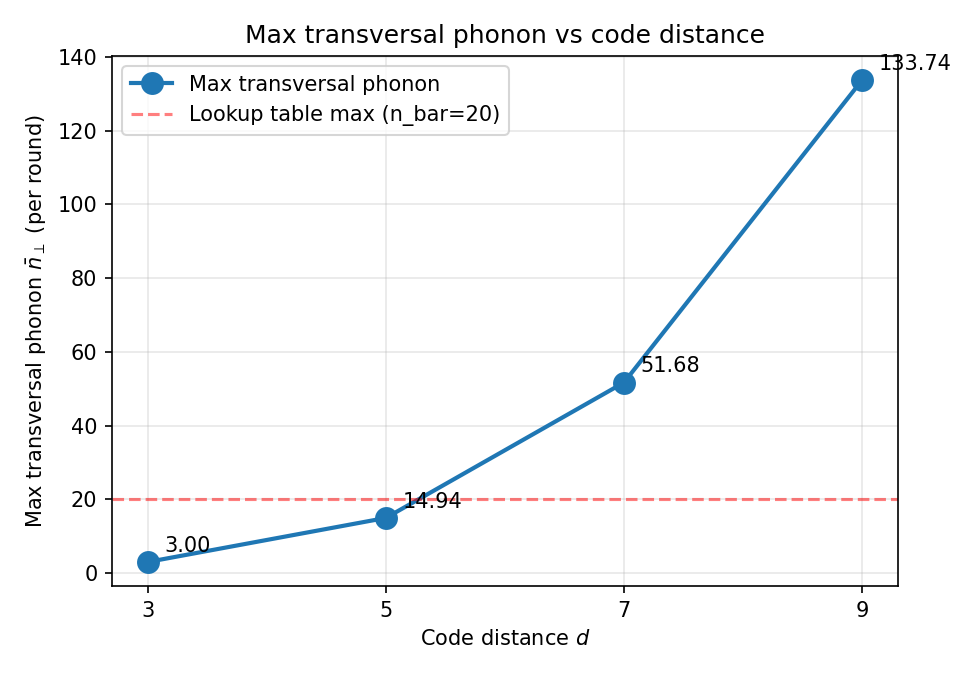 Max transversal phonon vs code distance
Max transversal phonon
Lookup table max (n_bar=20)
Max transversal phonon n̄⊥ (per round)
140
120
100
80
60
40
20
0
133.74
51.68
14.94
3.00
3 5 7 9
Code distance d